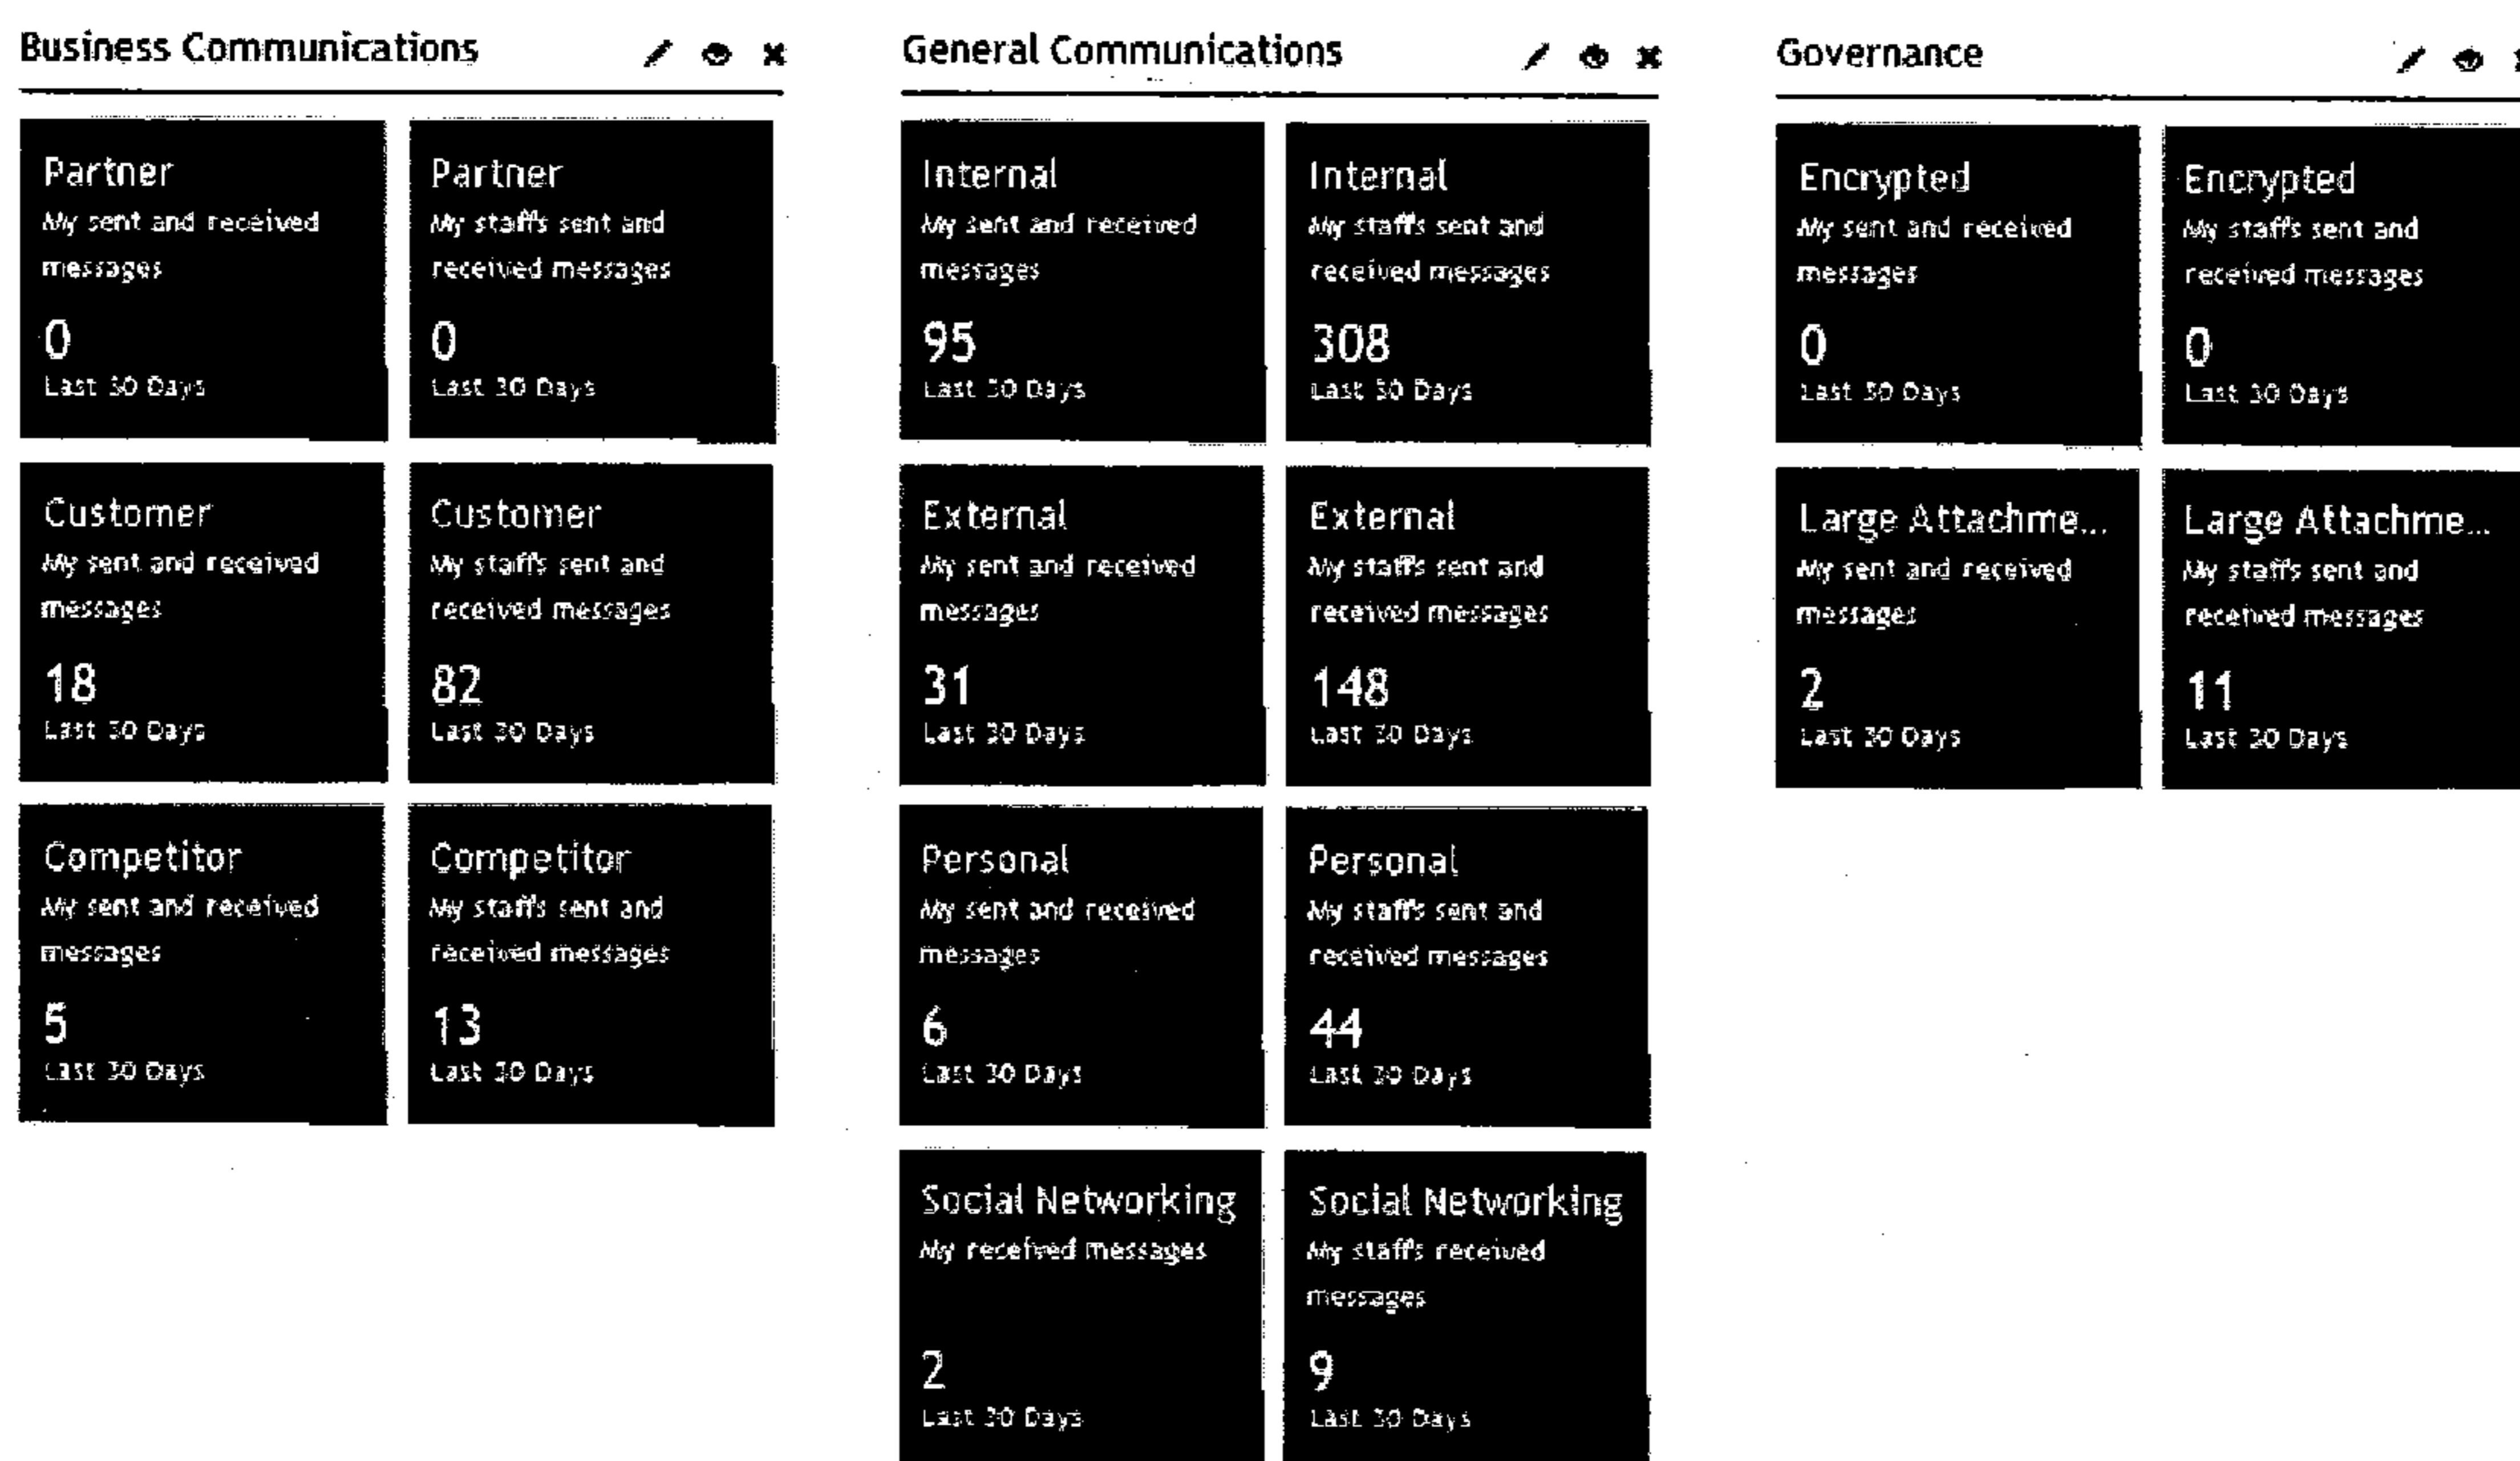 Business Communications
Partner
My sent and received
messages
0
Last 30 Days
Partner
My staff's sent and
received messages
0
Last 30 Days
Customer
My sent and received
messages
18
Last 30 Days
Customer
My staff's sent and
received messages
82
Last 30 Days
Competitor
My sent and received
messages
5
Last 30 Days
Competitor
My staff's sent and
received messages
13
Last 30 Days
General Communications
Internal
My sent and received
messages
95
Last 30 Days
Internal
My staff's sent and
received messages
308
Last 30 Days
External
My sent and received
messages
31
Last 30 Days
External
My staff's sent and
received messages
148
Last 30 Days
Personal
My sent and received
messages
6
Last 30 Days
Personal
My staff's sent and
received messages
44
Last 30 Days
Social Networking
My received messages
2
Last 30 Days
Social Networking
My staff's received
messages
9
Last 30 Days
Governance
Encrypted
My sent and received
messages
0
Last 30 Days
Encrypted
My staff's sent and
received messages
0
Last 30 Days
Large Attachme...
My sent and received
messages
2
Last 30 Days
Large Attachme...
My staff's sent and
received messages
11
Last 30 Days